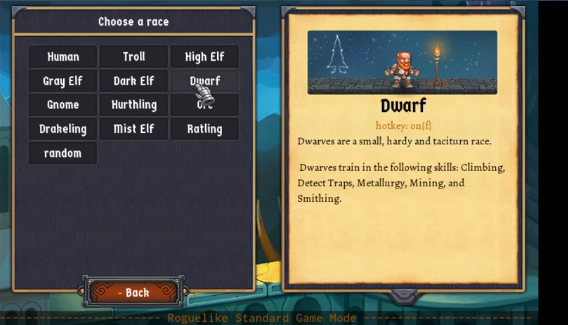 Choose a race
Human Troll High Elf
Gray Elf Dark Elf Dwarf
Gnome Hurthling
Drakeling Mist Elf Ratling
random
- Back
Dwarf
hotkey: on[f]
Dwarves are a small, hardy and taciturn race.
Dwarves train in the following skills: Climbing,
Detect Traps, Metallurgy, Mining, and
Smithing.
Roguelike Standard Game Mode